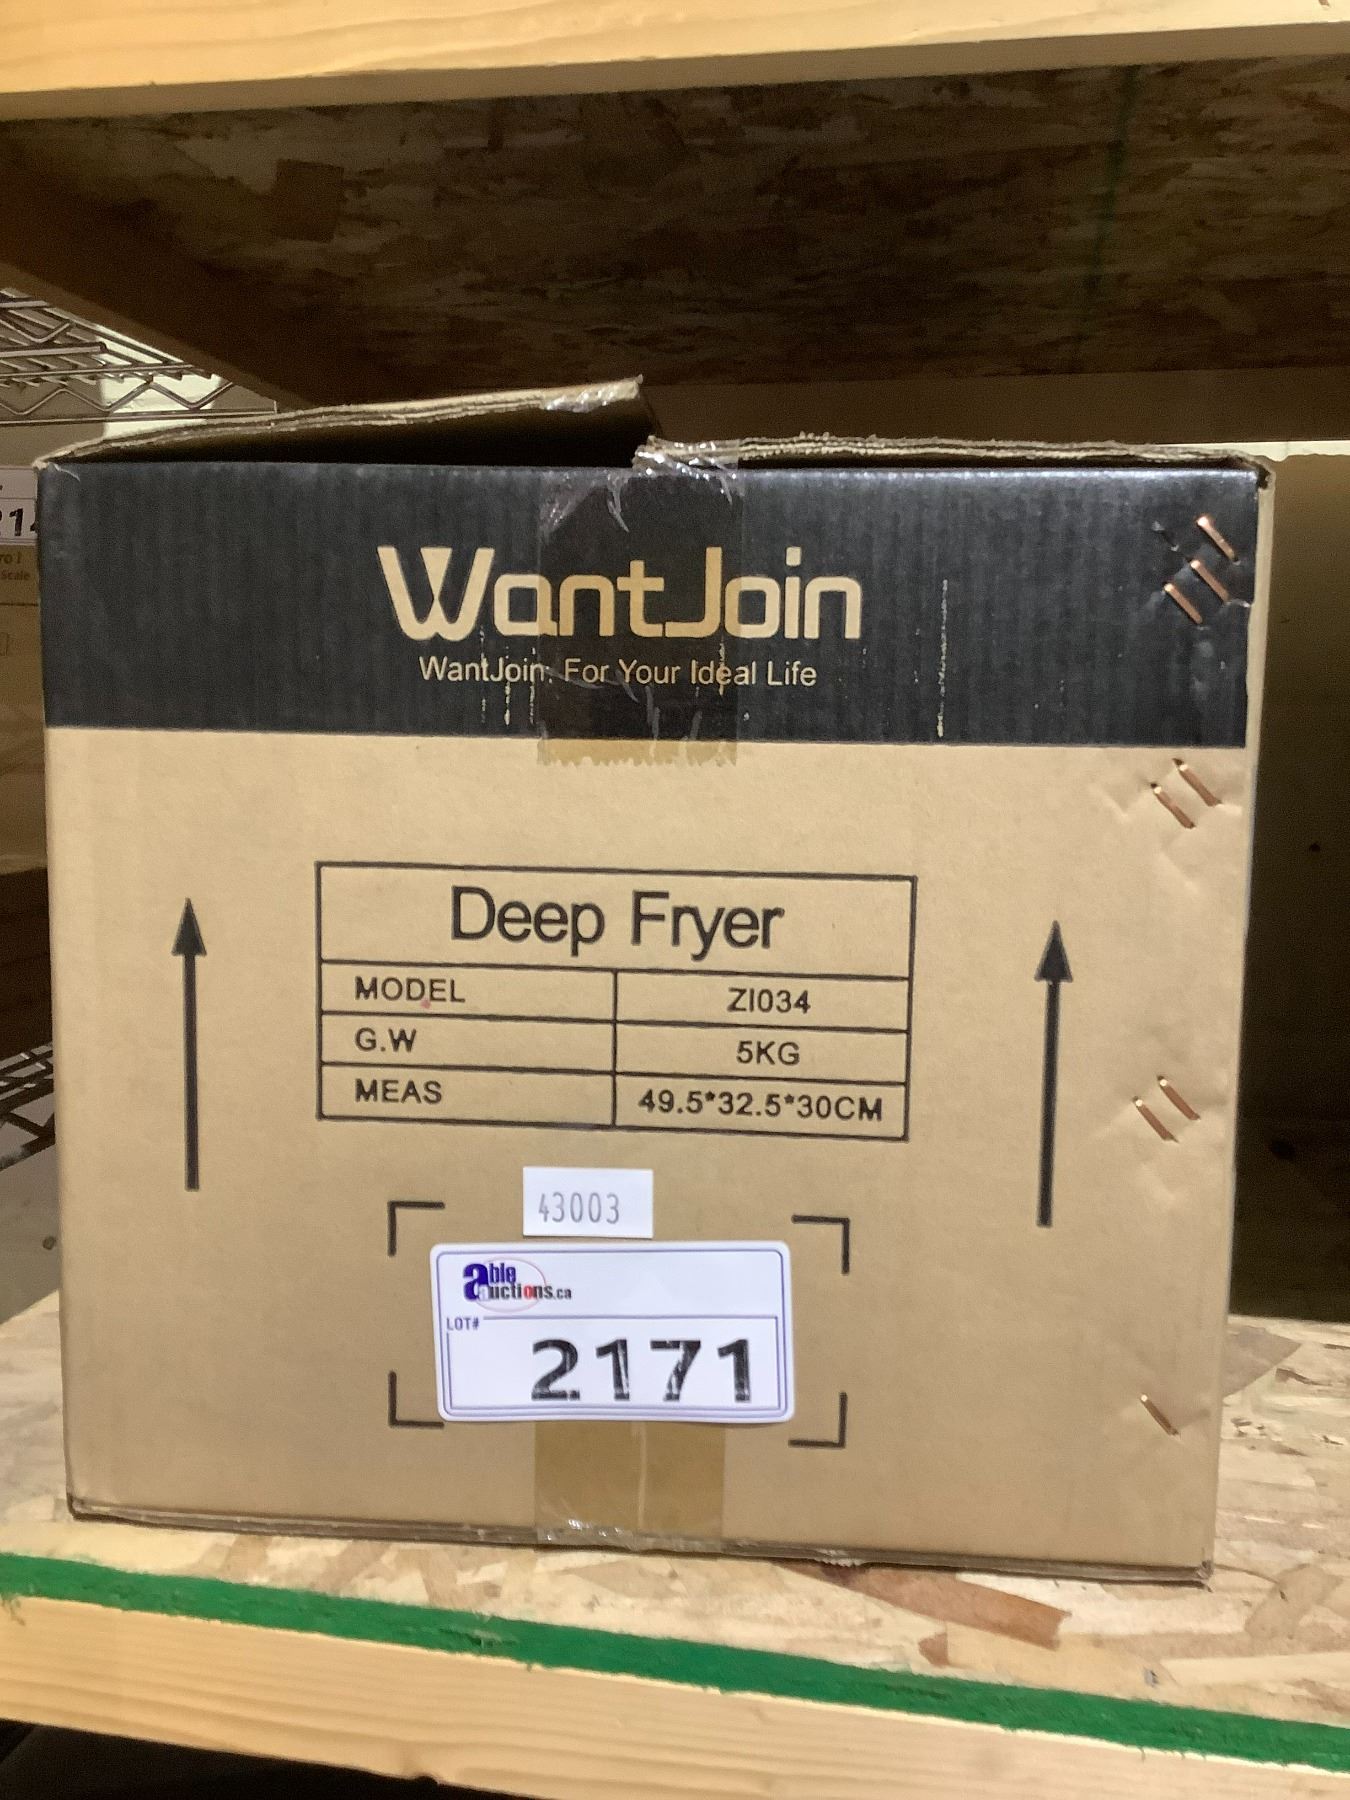 WantJoin
WantJoin: For Your Ideal Life
Deep Fryer
MODEL ZI034
G.W 5KG
MEAS 49.5*32.5*30CM
43003
able auctions.ca
LOT#
2171
Scale